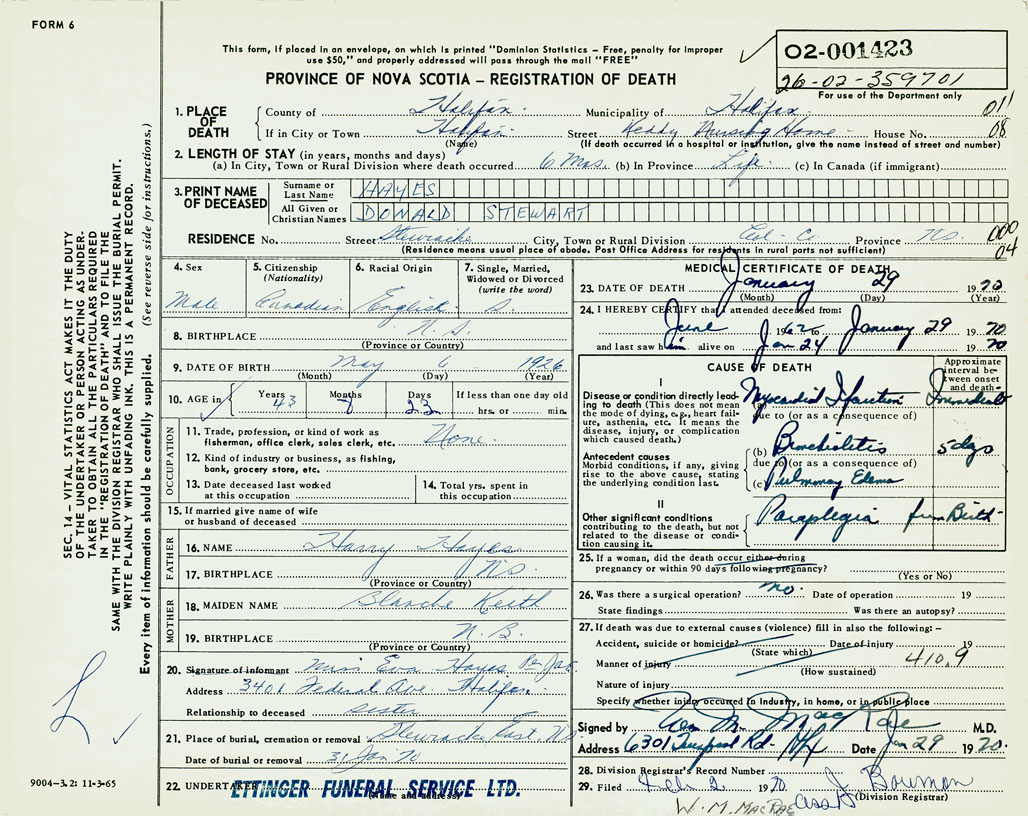 FORM 6
This form, if placed in an envelope, on which is printed "Dominion Statistics – Free, penalty for improper
use $50," and properly addressed will pass through the mail "FREE"
02-001423
26-02-359701
For use of the Department only
PROVINCE OF NOVA SCOTIA – REGISTRATION OF DEATH
1. PLACE OF DEATH
County of Halifax Municipality of Halifax 011
If in City or Town Halifax Street Keddy Nursing Home House No. 08
(Name) (If death occurred in a hospital or institution, give the name instead of street and number)
2. LENGTH OF STAY (in years, months and days)
(a) In City, Town or Rural Division where death occurred 6 Mos. (b) In Province Life (c) In Canada (if immigrant)
3. PRINT NAME OF DECEASED
Surname or Last Name HAYES
All Given or Christian Names DONALD STEWART
RESIDENCE No. Street Stewiacke City, Town or Rural Division Col- Co. Province N.S. 000
(Residence means usual place of abode. Post Office Address for residents in rural parts not sufficient) 04
4. Sex Male
5. Citizenship (Nationality) Canadian
6. Racial Origin English
7. Single, Married, Widowed or Divorced (write the word) S.
8. BIRTHPLACE N.S.
(Province or Country)
9. DATE OF BIRTH May 6 1926
(Month) (Day) (Year)
10. AGE in Years 43 Months 8 Days 23 If less than one day old
hrs. or min.
OCCUPATION
11. Trade, profession, or kind of work as fisherman, office clerk, sales clerk, etc. None.
12. Kind of industry or business, as fishing, bank, grocery store, etc.
13. Date deceased last worked at this occupation
14. Total yrs. spent in this occupation
15. If married give name of wife or husband of deceased
FATHER
16. NAME Harry Hayes
17. BIRTHPLACE N.S.
(Province or Country)
MOTHER
18. MAIDEN NAME Blanche Keith
19. BIRTHPLACE N.B.
(Province or Country)
20. Signature of informant Miss Eva Hayes
Address 3401 Federal Ave. Halifax
Relationship to deceased sister
21. Place of burial, cremation or removal Stewiacke East, NS
Date of burial or removal 31 Jan 70
22. UNDERTAKER ETTINGER FUNERAL SERVICE LTD.
(Name and address)
MEDICAL CERTIFICATE OF DEATH
23. DATE OF DEATH January 29 1970
(Month) (Day) (Year)
24. I HEREBY CERTIFY that I attended deceased from:
June 1962 to January 29 1970
and last saw him alive on Jan 24 1970
CAUSE OF DEATH
Approximate interval between onset and death
I
Disease or condition directly leading to death (This does not mean the mode of dying, e.g., heart failure, asthenia, etc. It means the disease, injury, or complication which caused death.)
Myocardial Infarction Immediate
due to (or as a consequence of)
Antecedent causes
Morbid conditions, if any, giving rise to the above cause, stating the underlying condition last.
(b) Bronchiolitis 5 days
due to (or as a consequence of)
(c) Pulmonary Edema
II
Other significant conditions
contributing to the death, but not related to the disease or condition causing it.
Paraplegia from Birth
25. If a woman, did the death occur either during
pregnancy or within 90 days following pregnancy?
(Yes or No)
26. Was there a surgical operation? no. Date of operation 19
State findings Was there an autopsy?
27. If death was due to external causes (violence) fill in also the following: –
Accident, suicide or homicide? Date of injury 19
(State which)
Manner of injury 410.9
(How sustained)
Nature of injury
Specify whether injury occurred in Industry, in home, or in public place
Signed by Wm M. MacRae M.D.
Address 6301 Liverpool Rd- Hfx Date Jan 29 1970.
28. Division Registrar's Record Number
29. Filed Feb 2 1970 J Bowman
(Division Registrar)
W. M. MACRAE Ass't
SEC. 14 – VITAL STATISTICS ACT MAKES IT THE DUTY
OF THE UNDERTAKER OR PERSON ACTING AS UNDERTAKER TO OBTAIN ALL THE PARTICULARS REQUIRED
IN THE "REGISTRATION OF DEATH" AND TO FILE THE
SAME WITH THE DIVISION REGISTRAR WHO SHALL ISSUE THE BURIAL PERMIT.
WRITE PLAINLY WITH UNFADING INK. THIS IS A PERMANENT RECORD.
Every item of information should be carefully supplied. (See reverse side for instructions.)
9004–3.2: 11-3-65